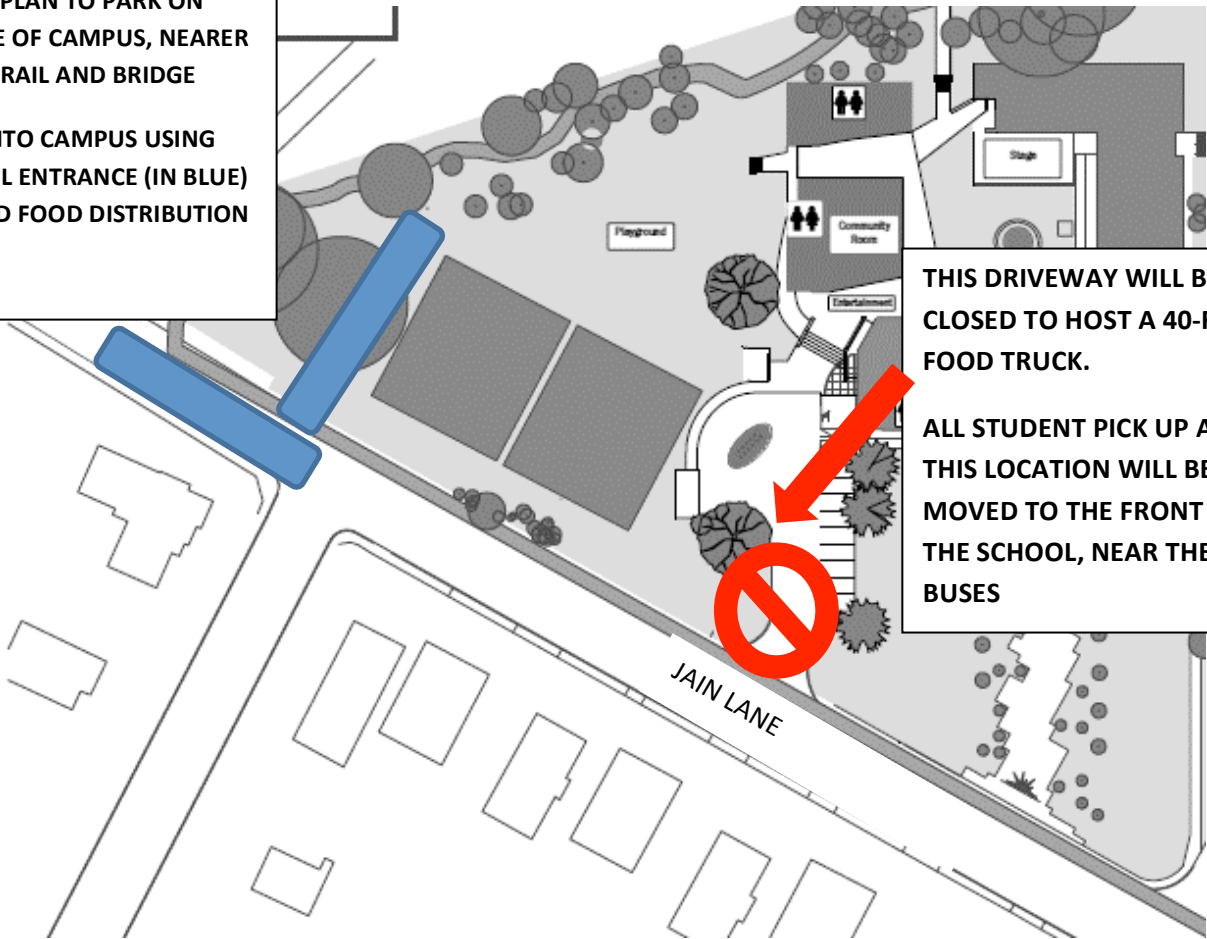 PLAN TO PARK ON
E OF CAMPUS, NEARER
RAIL AND BRIDGE
NTO CAMPUS USING
L ENTRANCE (IN BLUE)
D FOOD DISTRIBUTION
Stage
Playground
Community
Room
Entertainment
THIS DRIVEWAY WILL B
CLOSED TO HOST A 40-F
FOOD TRUCK.
ALL STUDENT PICK UP A
THIS LOCATION WILL BE
MOVED TO THE FRONT
THE SCHOOL, NEAR THE
BUSES
JAIN LANE